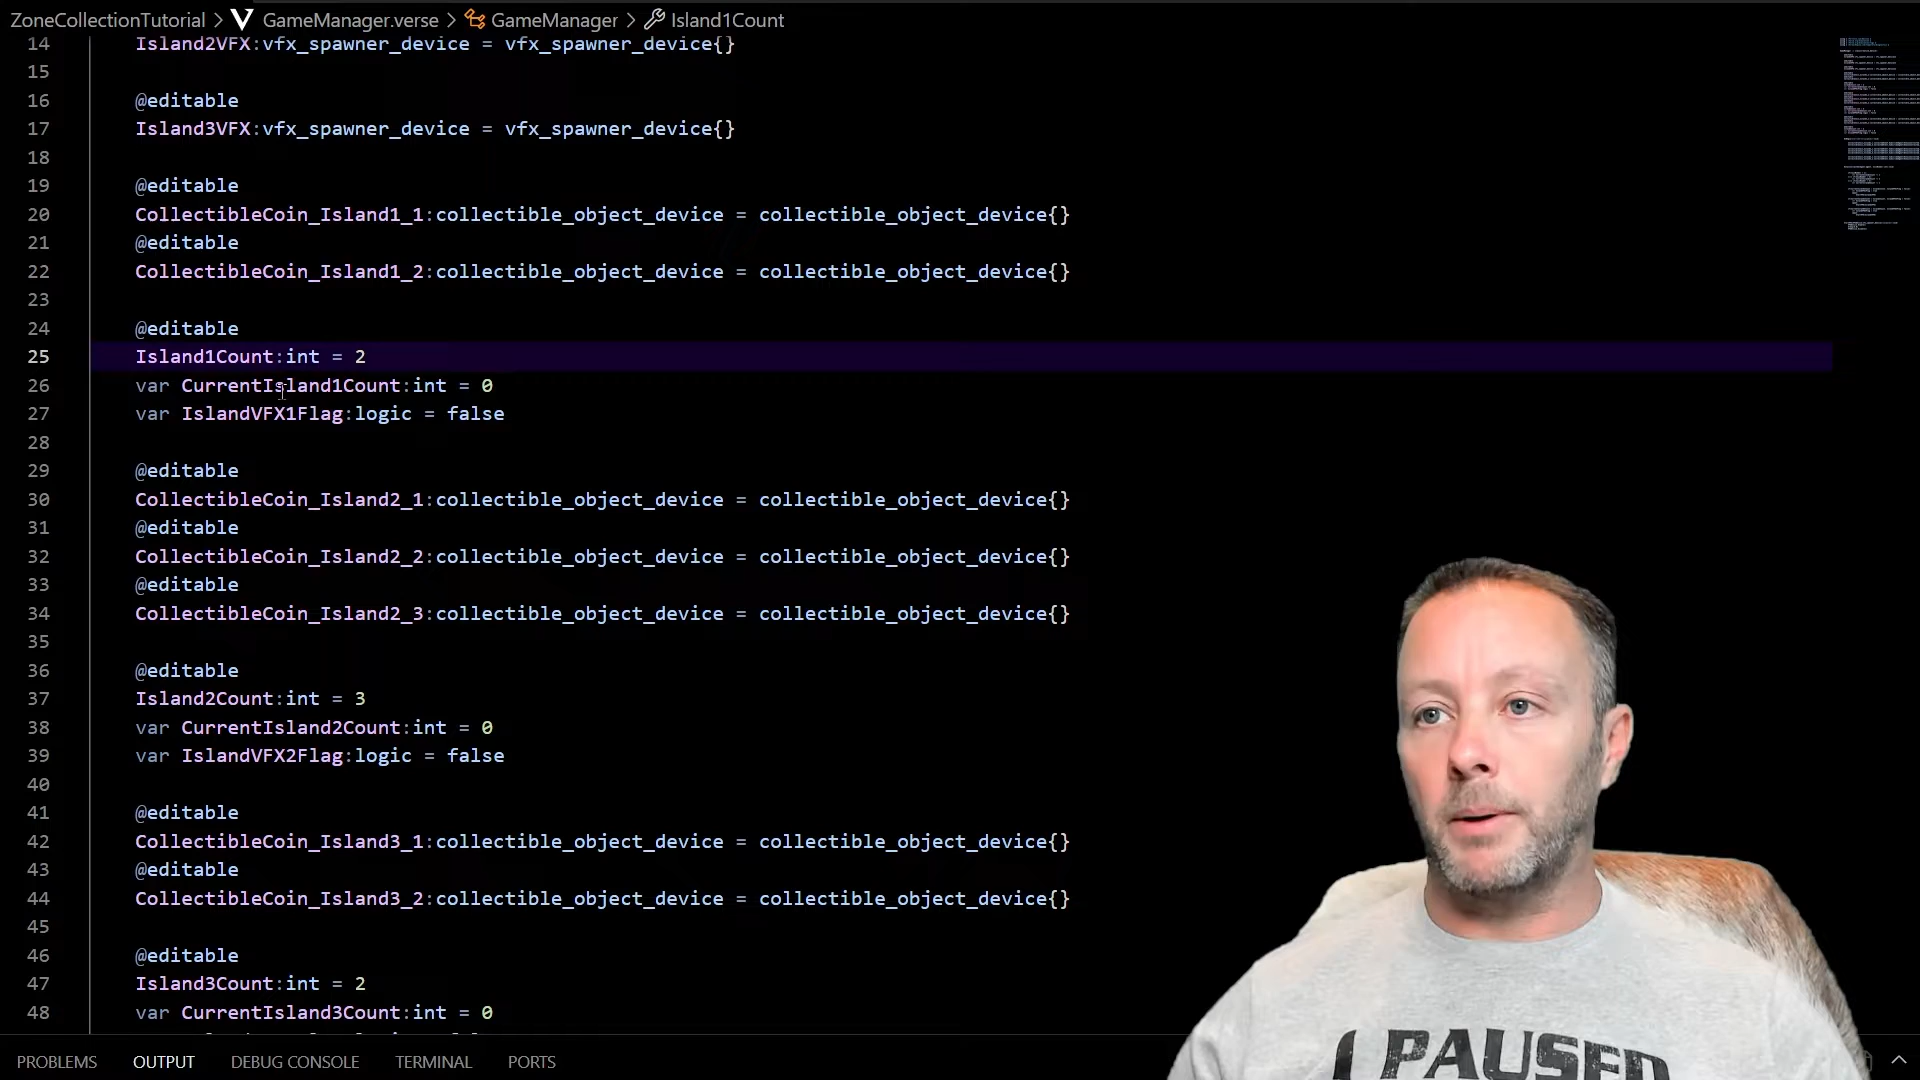 ZoneCollectionTutorial > GameManager.verse > GameManager > Island1Count
14 Island2VFX:vfx_spawner_device = vfx_spawner_device{}
15
16 @editable
17 Island3VFX:vfx_spawner_device = vfx_spawner_device{}
18
19 @editable
20 CollectibleCoin_Island1_1:collectible_object_device = collectible_object_device{}
21 @editable
22 CollectibleCoin_Island1_2:collectible_object_device = collectible_object_device{}
23
24 @editable
25 Island1Count:int = 2
26 var CurrentIsland1Count:int = 0
27 var IslandVFX1Flag:logic = false
28
29 @editable
30 CollectibleCoin_Island2_1:collectible_object_device = collectible_object_device{}
31 @editable
32 CollectibleCoin_Island2_2:collectible_object_device = collectible_object_device{}
33 @editable
34 CollectibleCoin_Island2_3:collectible_object_device = collectible_object_device{}
35
36 @editable
37 Island2Count:int = 3
38 var CurrentIsland2Count:int = 0
39 var IslandVFX2Flag:logic = false
40
41 @editable
42 CollectibleCoin_Island3_1:collectible_object_device = collectible_object_device{}
43 @editable
44 CollectibleCoin_Island3_2:collectible_object_device = collectible_object_device{}
45
46 @editable
47 Island3Count:int = 2
48 var CurrentIsland3Count:int = 0
PROBLEMS OUTPUT DEBUG CONSOLE TERMINAL PORTS
I PAUSED